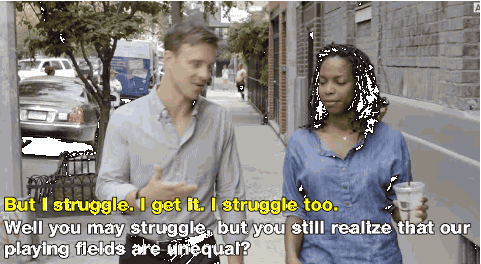 But I struggle. I get it. I struggle too.
Well you may struggle, but you still realize that our
playing fields are unequal?